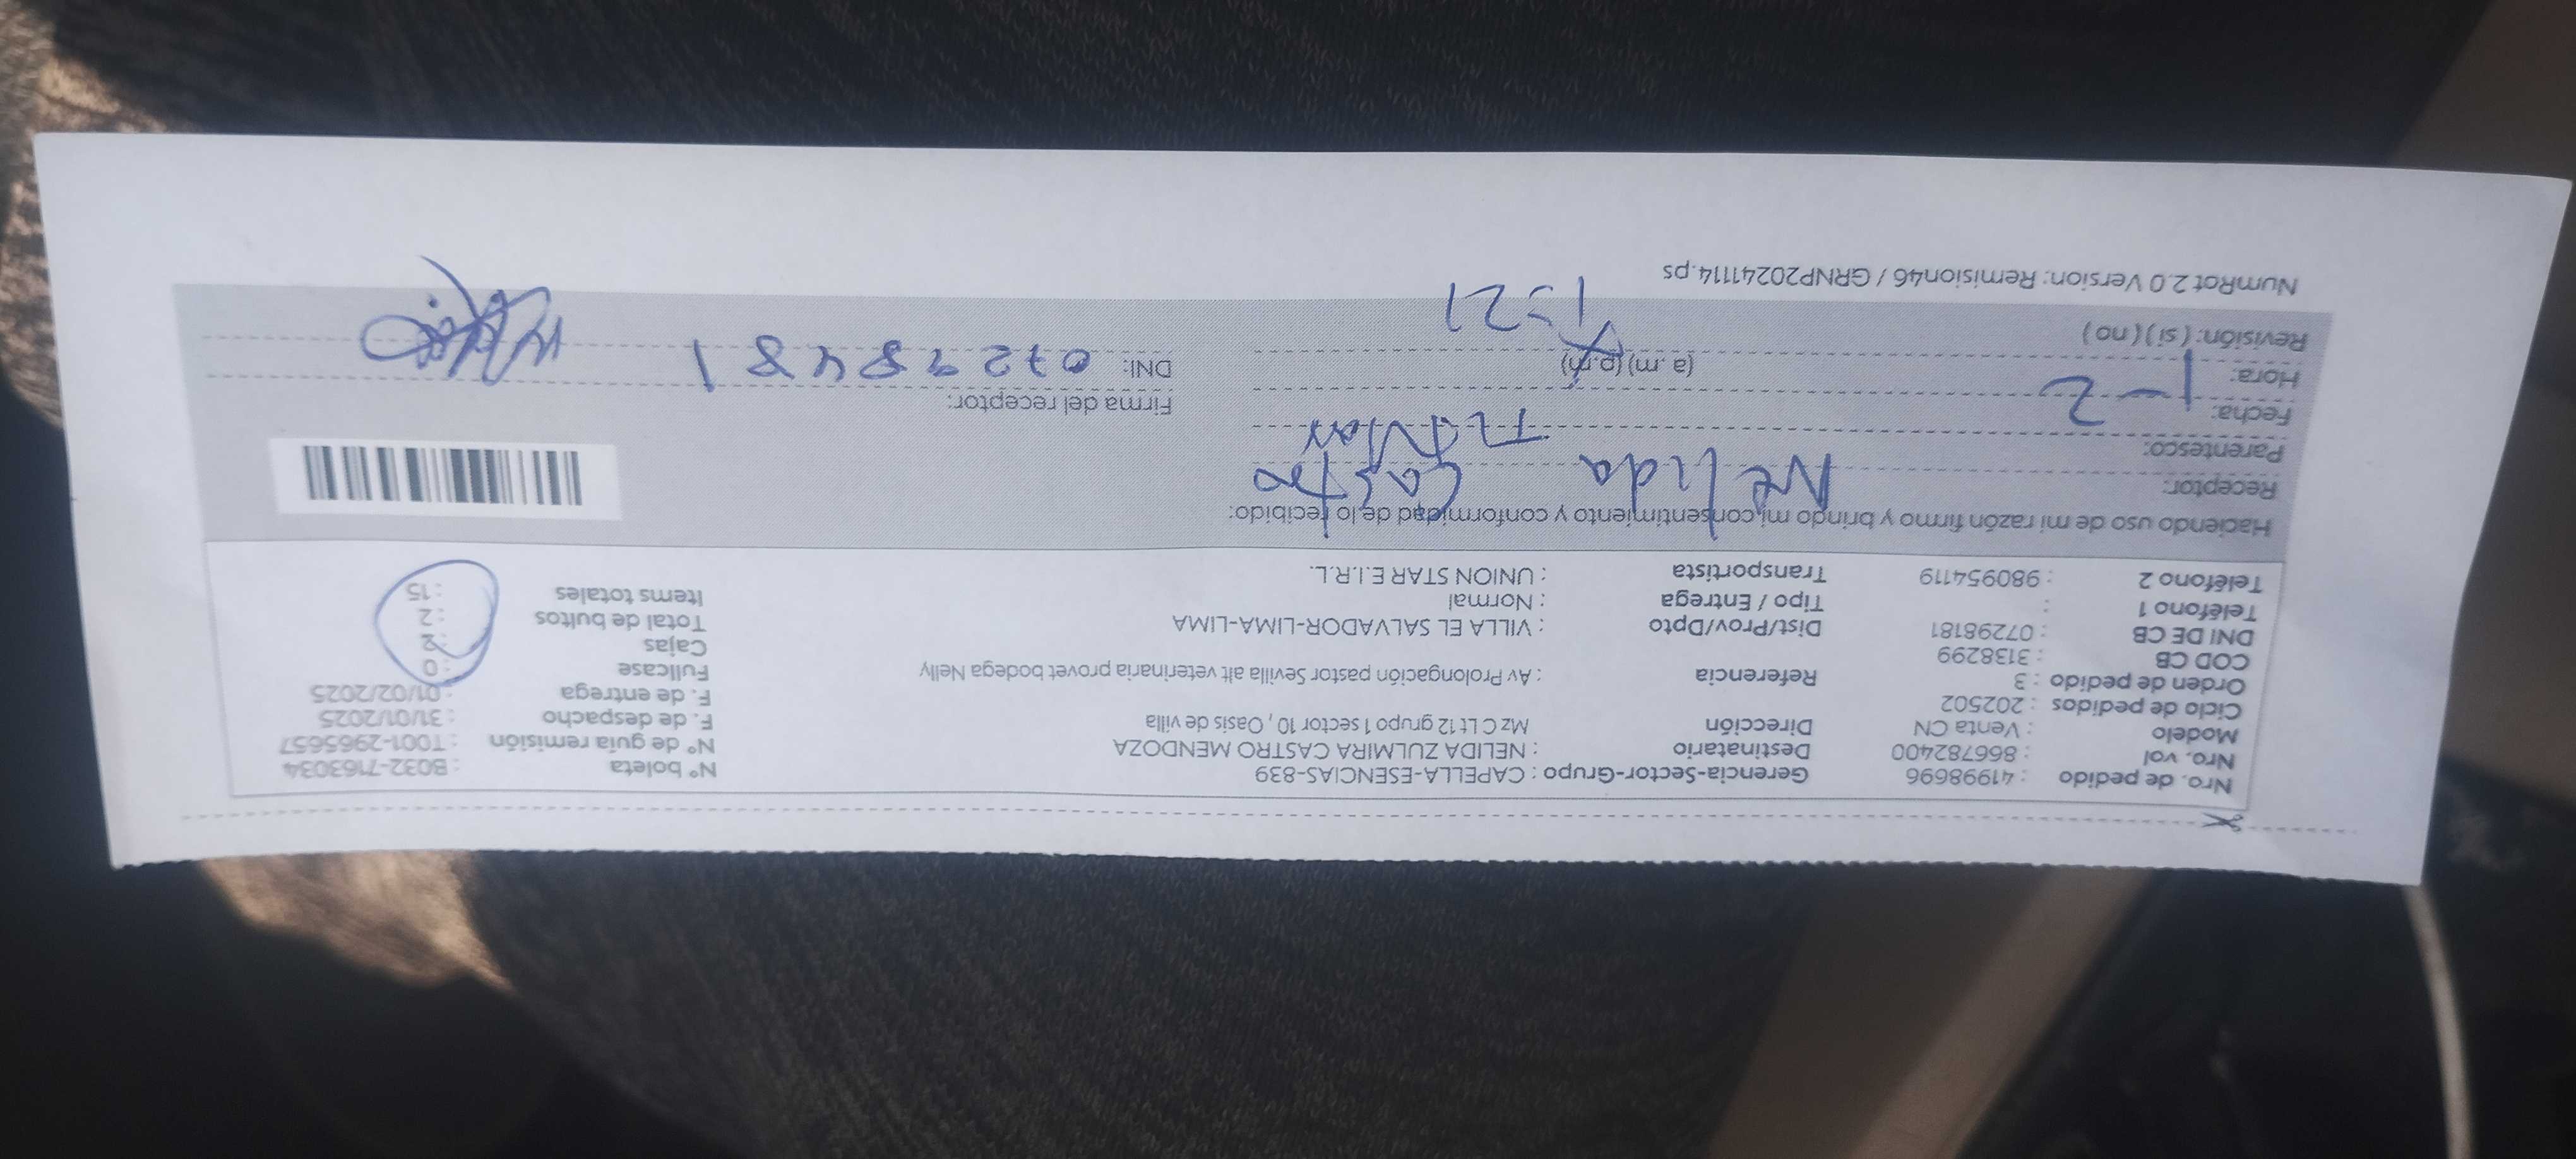 Nro. de pedido : 41998696 Gerencia-Sector-Grupo : CAPELLA-ESENCIAS-839 N° boleta : B032-7163034
Nro. vol : 866782400 Destinatario : NELIDA ZULMIRA CASTRO MENDOZA N° de guía remisión : T001-2965657
Modelo : Venta CN Dirección Mz C Lt 12 grupo 1 sector 10, Oasis de villa F. de despacho : 31/01/2025
Ciclo de pedidos : 202502 F. de entrega : 01/02/2025
Orden de pedido : 3 Referencia : Av Prolongación pastor Sevilla alt veterinaria provet bodega Nelly Fullcase : 0
COD CB : 3138299 Cajas : 2
DNI DE CB : 07298181 Dist/Prov/Dpto : VILLA EL SALVADOR-LIMA-LIMA Total de bultos : 2
Teléfono 1 : Tipo / Entrega : Normal Items totales : 15
Teléfono 2 : 980954119 Transportista : UNION STAR E.I.R.L.
Haciendo uso de mi razón firmo y brindo mi consentimiento y conformidad de lo recibido:
Receptor: Nelida Castro
Parentesco: Titular
Fecha: 1-2 Firma del receptor:
Hora: (a.m) (p.m) 1=21 DNI: 07298481
Revisión: ( si ) ( no )
NumRot 2.0 Version: Remision46 / GRNP20241114.ps